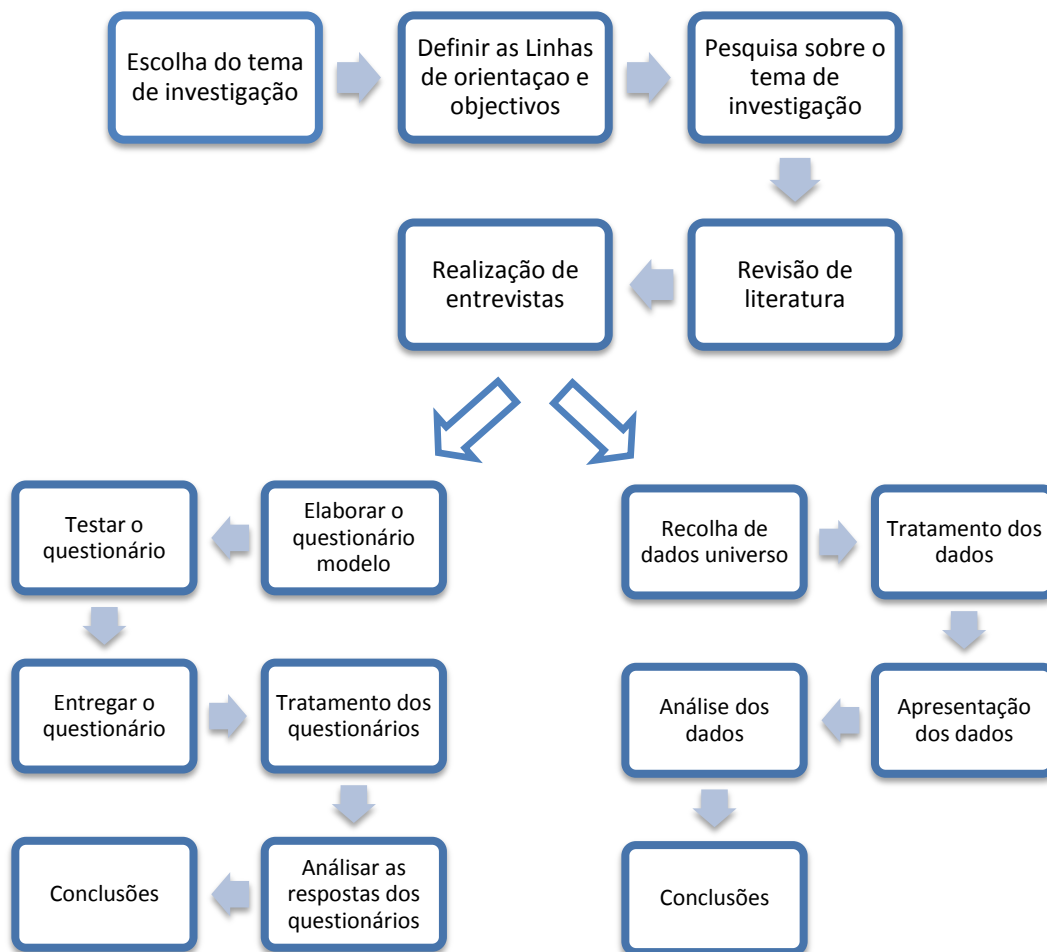 Escolha do tema
de investigação
Definir as Linhas
de orientaçao e
objectivos
Pesquisa sobre o
tema de
investigação
Revisão de
literatura
Realização de
entrevistas
Elaborar o
questionário
modelo
Testar o
questionário
Entregar o
questionário
Tratamento dos
questionários
Análisar as
respostas dos
questionários
Conclusões
Recolha de
dados universo
Tratamento dos
dados
Apresentação
dos dados
Análise dos
dados
Conclusões